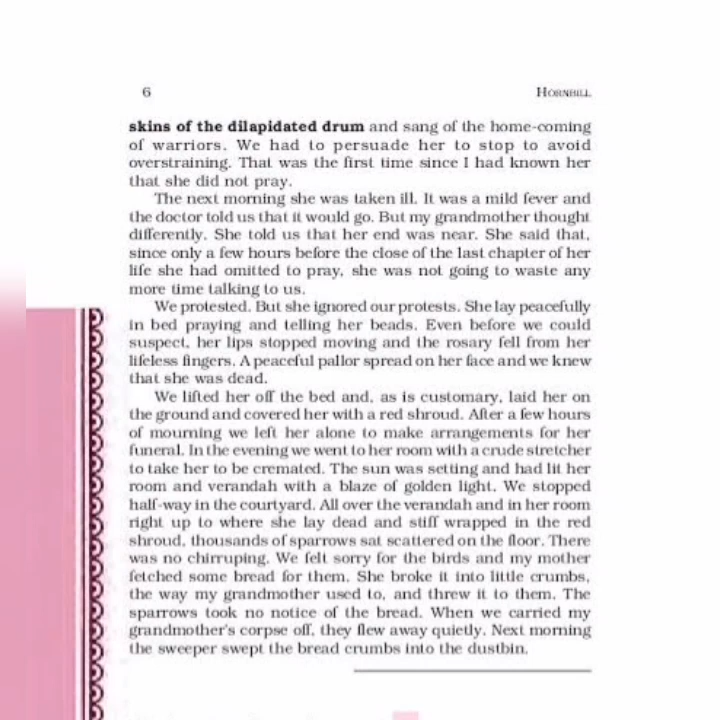 6 HORNBILL
skins of the dilapidated drum and sang of the home-coming
of warriors. We had to persuade her to stop to avoid
overstraining. That was the first time since I had known her
that she did not pray.
The next morning she was taken ill. It was a mild fever and
the doctor told us that it would go. But my grandmother thought
differently. She told us that her end was near. She said that,
since only a few hours before the close of the last chapter of her
life she had omitted to pray, she was not going to waste any
more time talking to us.
We protested. But she ignored our protests. She lay peacefully
in bed praying and telling her beads. Even before we could
suspect, her lips stopped moving and the rosary fell from her
lifeless fingers. A peaceful pallor spread on her face and we knew
that she was dead.
We lifted her off the bed and, as is customary, laid her on
the ground and covered her with a red shroud. After a few hours
of mourning we left her alone to make arrangements for her
funeral. In the evening we went to her room with a crude stretcher
to take her to be cremated. The sun was setting and had lit her
room and verandah with a blaze of golden light. We stopped
half-way in the courtyard. All over the verandah and in her room
right up to where she lay dead and stiff wrapped in the red
shroud, thousands of sparrows sat scattered on the floor. There
was no chirruping. We felt sorry for the birds and my mother
fetched some bread for them. She broke it into little crumbs,
the way my grandmother used to, and threw it to them. The
sparrows took no notice of the bread. When we carried my
grandmother's corpse off, they flew away quietly. Next morning
the sweeper swept the bread crumbs into the dustbin.